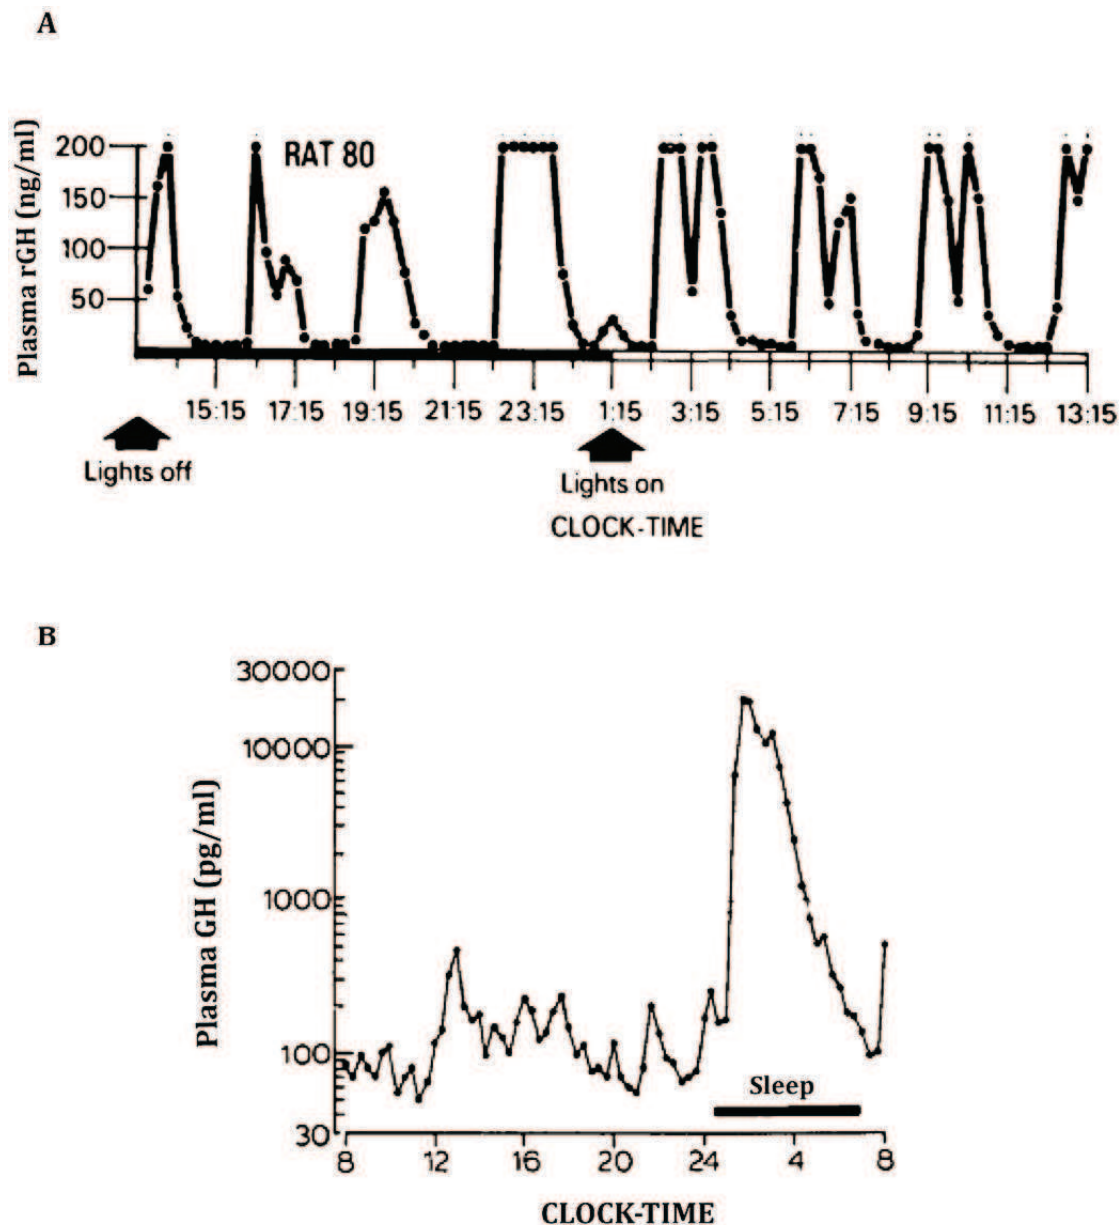 A
Plasma rGH (ng/ml)
200
150
100
50
RAT 80
15:15 17:15 19:15 21:15 23:15 1:15 3:15 5:15 7:15 9:15 11:15 13:15
Lights off
Lights on
CLOCK-TIME
B
Plasma GH (pg/ml)
30000
10000
1000
100
30
Sleep
8 12 16 20 24 4 8
CLOCK-TIME